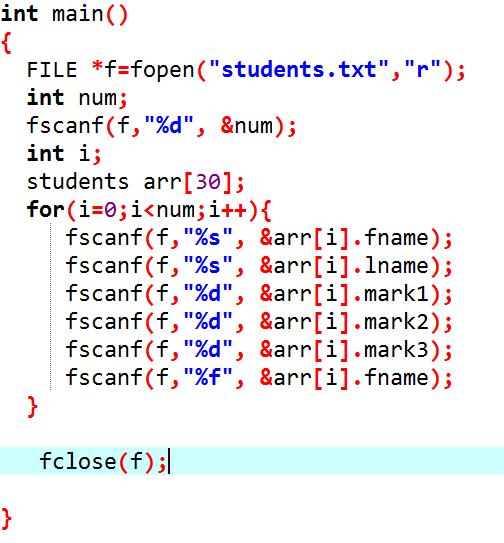 int main()
{
FILE *f=fopen("students.txt","r");
int num;
fscanf(f,"%d", &num);
int i;
students arr[30];
for(i=0;i<num;i++){
fscanf(f,"%s", &arr[i].fname);
fscanf(f,"%s", &arr[i].lname);
fscanf(f,"%d", &arr[i].mark1);
fscanf(f,"%d", &arr[i].mark2);
fscanf(f,"%d", &arr[i].mark3);
fscanf(f,"%f", &arr[i].fname);
}
fclose(f);
}